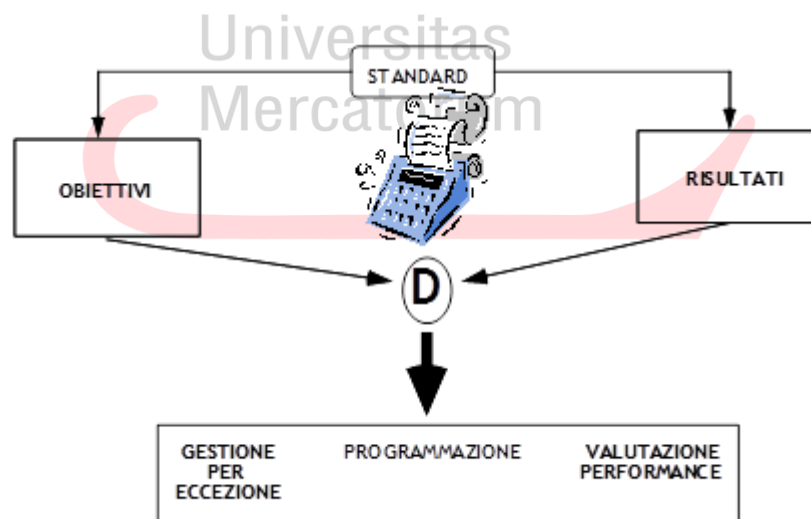 Universitas
Mercatorum
STANDARD
OBIETTIVI
RISULTATI
D
GESTIONE
PER
ECCEZIONE
PROGRAMMAZIONE
VALUTAZIONE
PERFORMANCE